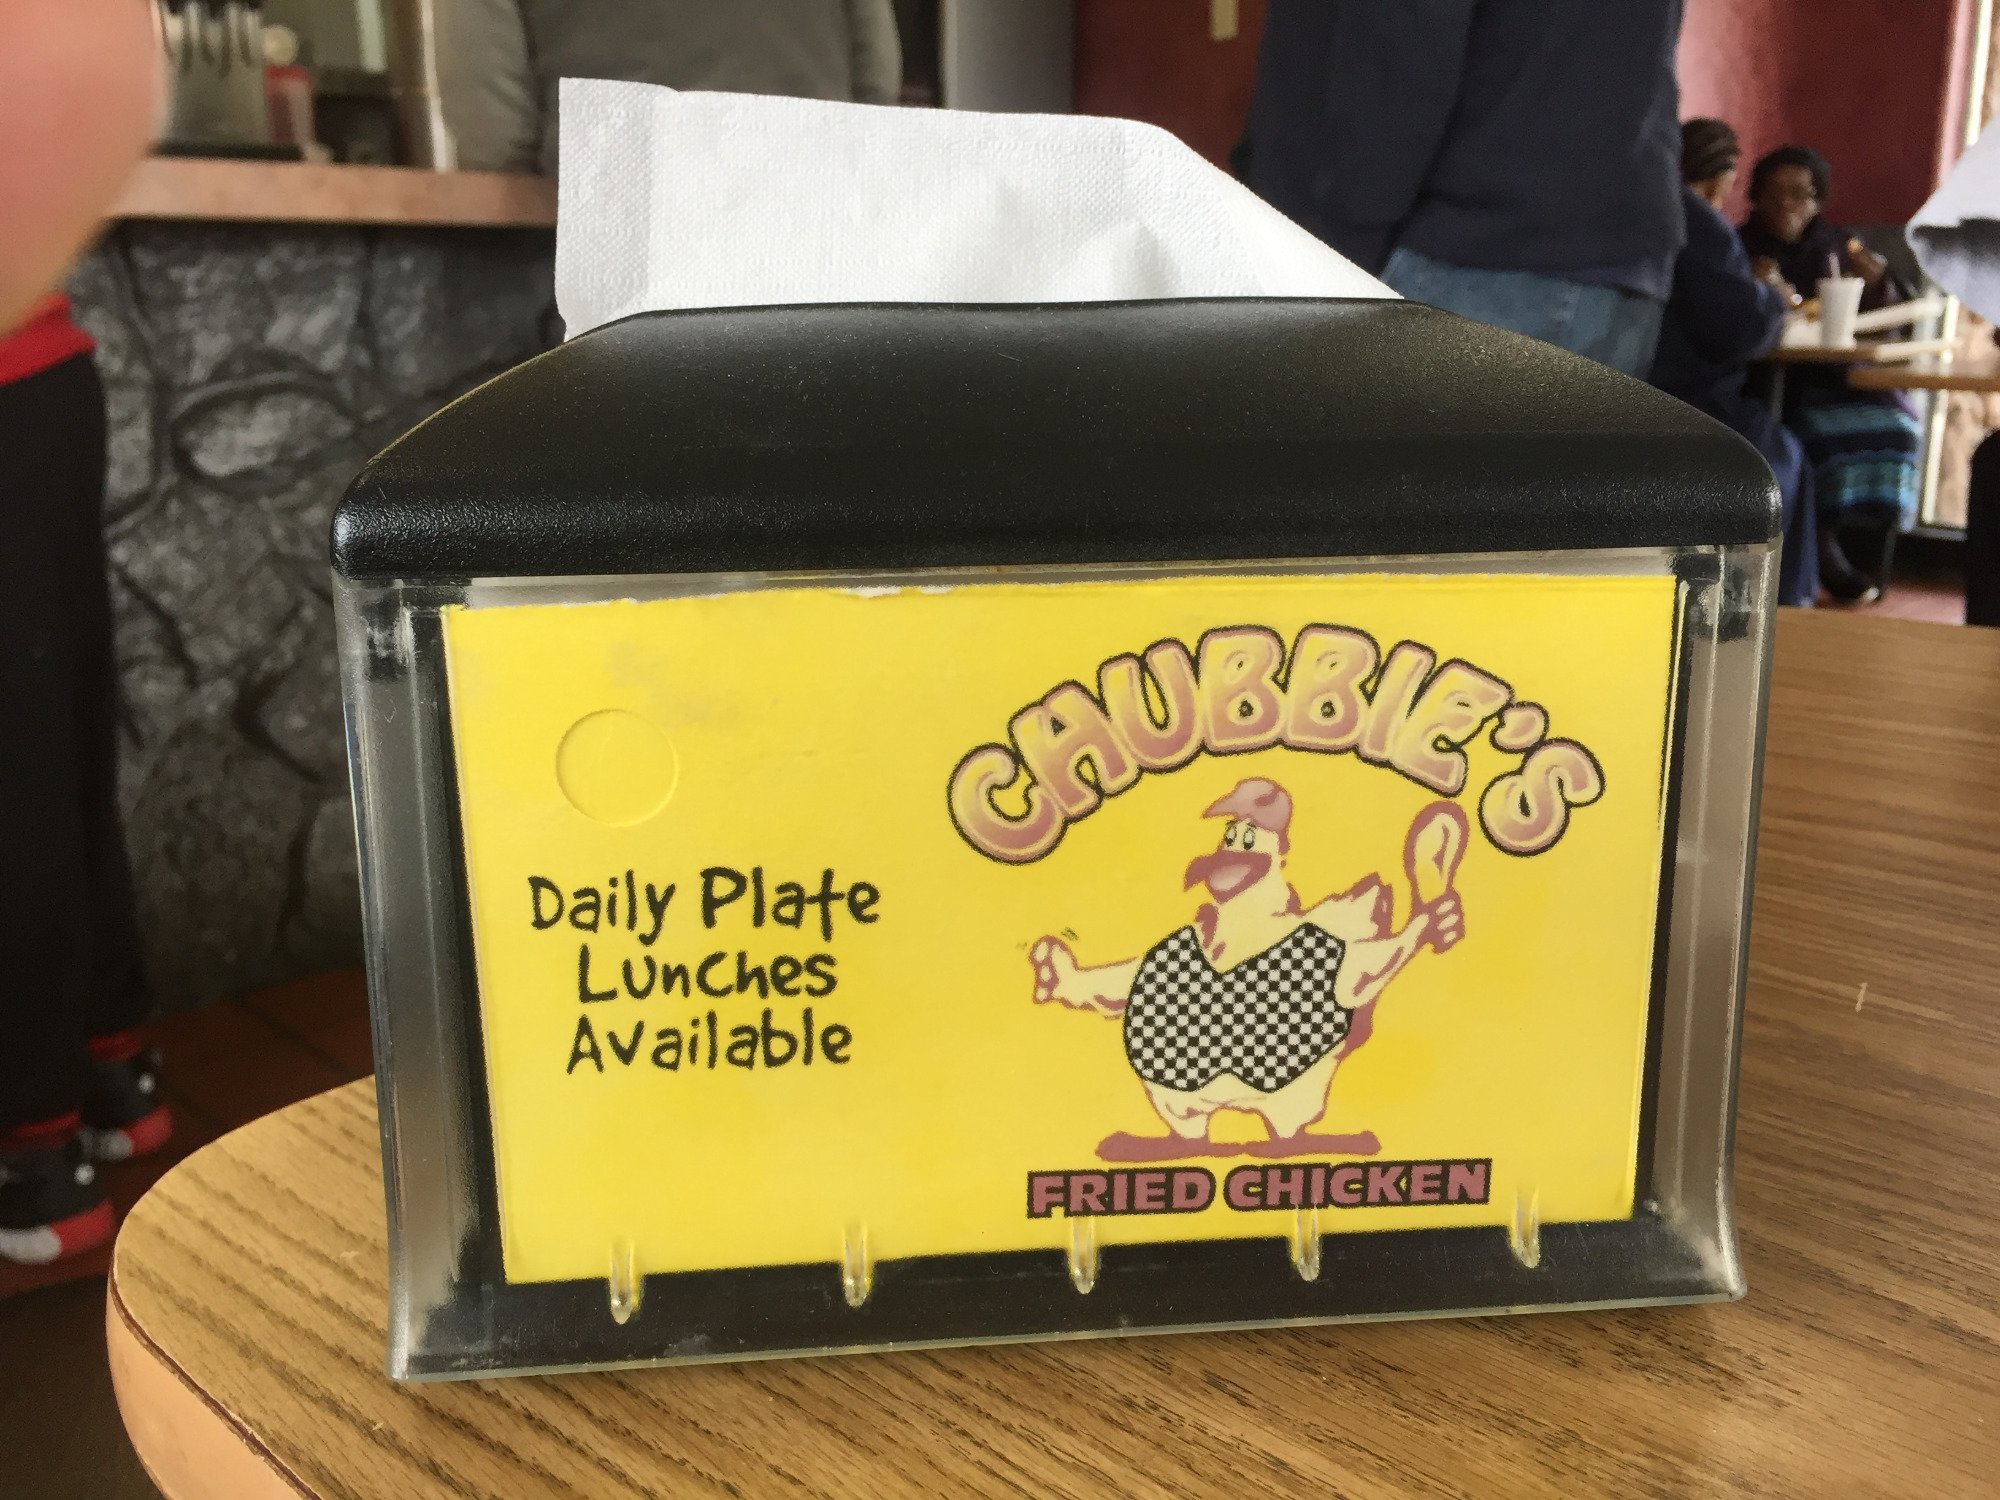 CHUBBIE'S
Daily Plate
Lunches
Available
FRIED CHICKEN